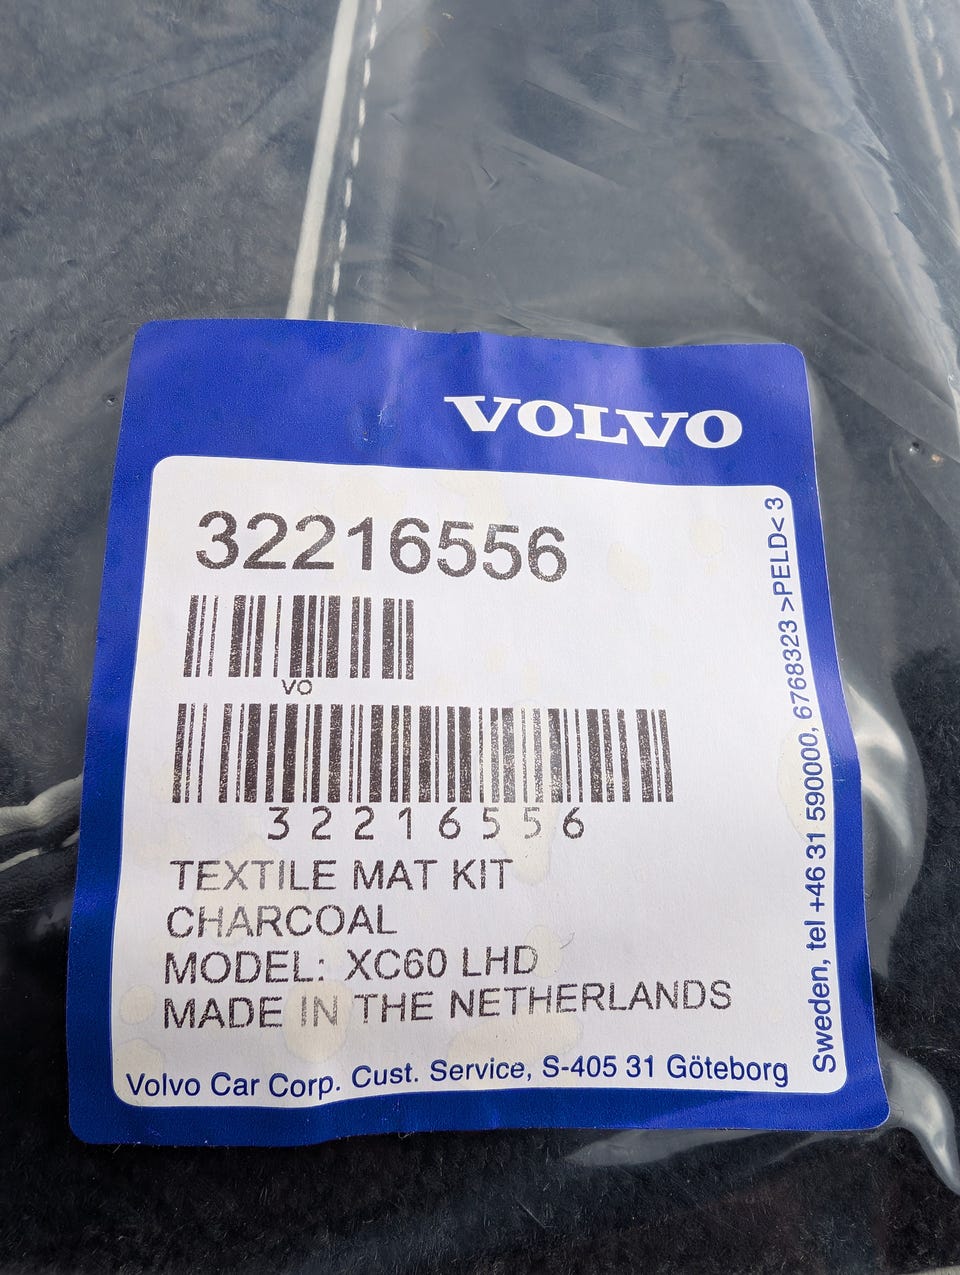 VOLVO
32216556
VO
32216556
TEXTILE MAT KIT
CHARCOAL
MODEL: XC60 LHD
MADE IN THE NETHERLANDS
Volvo Car Corp. Cust. Service, S-405 31 Göteborg
Sweden, tel +46 31 590000, 6768323 >PELD< 3